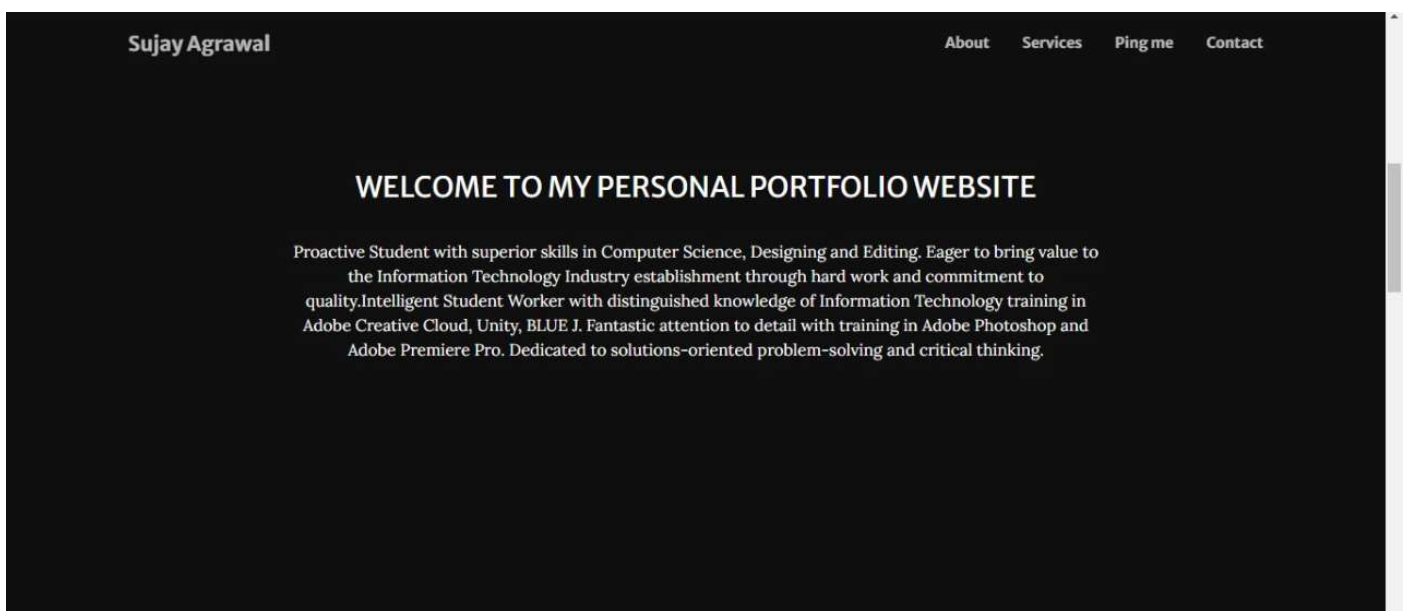 Sujay Agrawal
About Services Ping me Contact
WELCOME TO MY PERSONAL PORTFOLIO WEBSITE
Proactive Student with superior skills in Computer Science, Designing and Editing. Eager to bring value to
the Information Technology Industry establishment through hard work and commitment to
quality.Intelligent Student Worker with distinguished knowledge of Information Technology training in
Adobe Creative Cloud, Unity, BLUE J. Fantastic attention to detail with training in Adobe Photoshop and
Adobe Premiere Pro. Dedicated to solutions-oriented problem-solving and critical thinking.